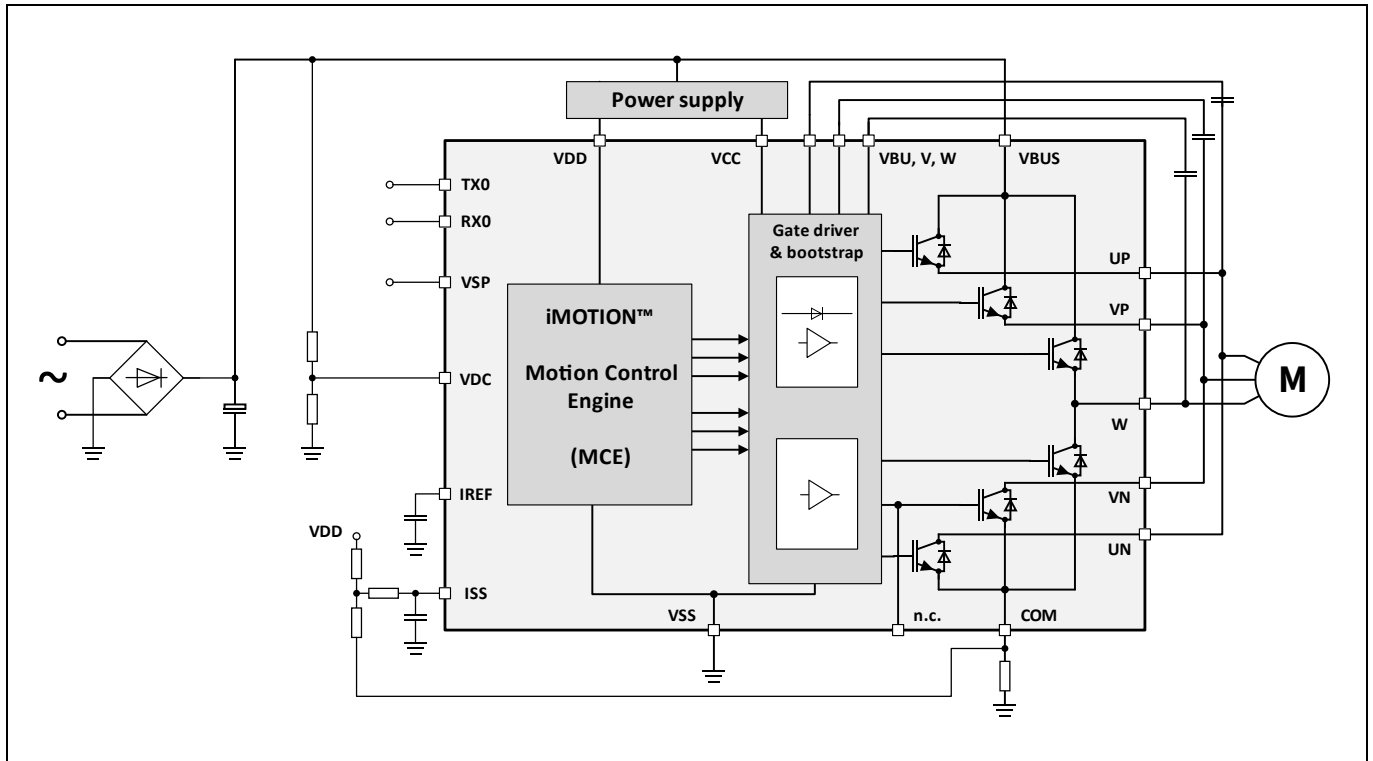 Power supply
VDD
VCC
VBU, V, W
VBUS
TX0
RX0
VSP
VDC
IREF
VDD
ISS
iMOTION™
Motion Control
Engine
(MCE)
Gate driver
& bootstrap
UP
VP
W
VN
UN
M
~
VSS
n.c.
COM